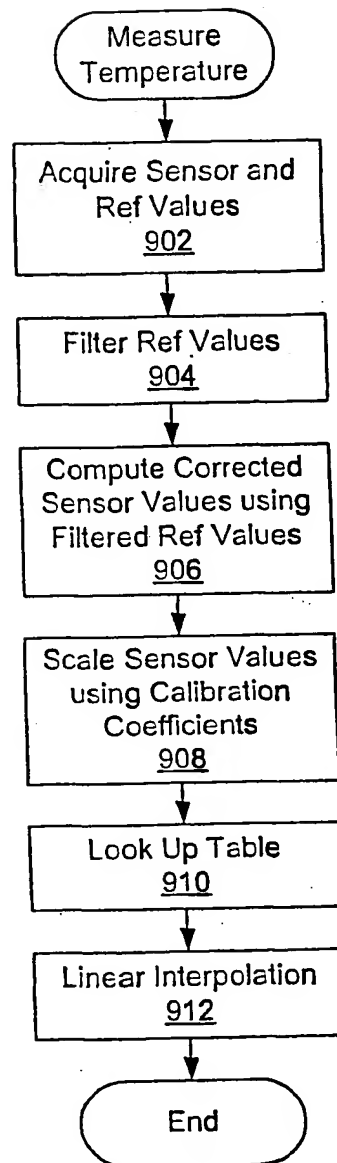 Measure
Temperature
Acquire Sensor and
Ref Values
902
Filter Ref Values
904
Compute Corrected
Sensor Values using
Filtered Ref Values
906
Scale Sensor Values
using Calibration
Coefficients
908
Look Up Table
910
Linear Interpolation
912
End